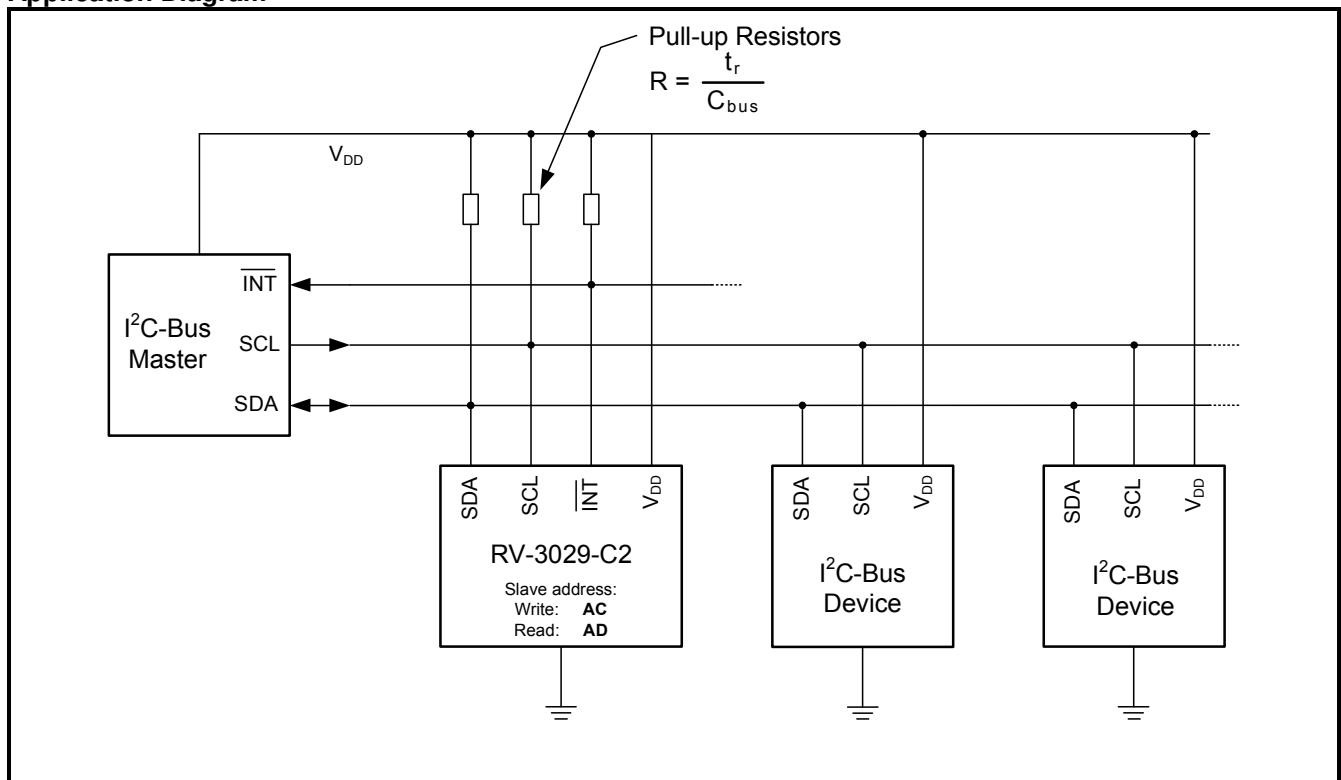 Application Diagram
Pull-up Resistors
R = t_r / C_bus
V_DD
I²C-Bus
Master
INT
SCL
SDA
SDA SCL INT V_DD
RV-3029-C2
Slave address:
Write: AC
Read: AD
SDA SCL V_DD
I²C-Bus
Device
SDA SCL V_DD
I²C-Bus
Device